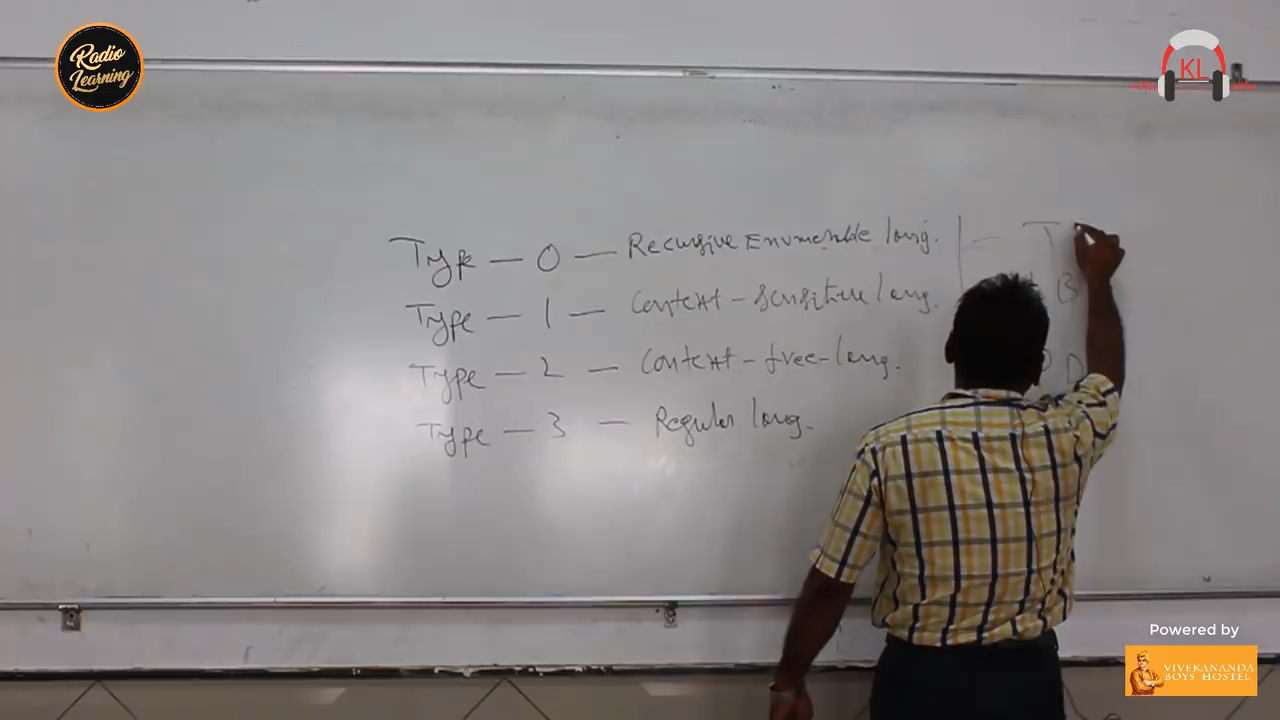 Radio
Learning
KL
Type - 0 - Recursive Enumerable lang. | - T
Type - 1 - Context - Sensitive lang. B
Type - 2 - Context - free - lang. D
Type - 3 - Regular lang.
Powered by
VIVEKANANDA
BOYS HOSTEL